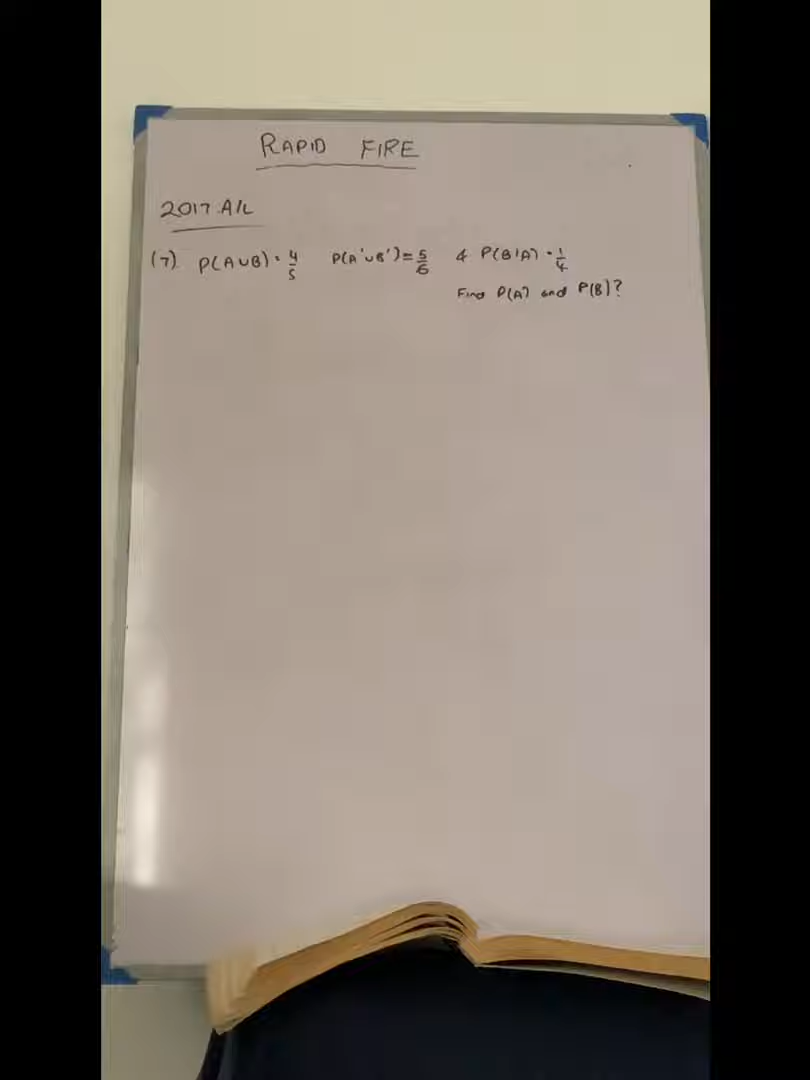 RAPID FIRE
2017 A/L
(7) P(A∪B) = 4/5 P(A'∪B') = 5/6 & P(B|A) = 1/4
Find P(A) and P(B)?